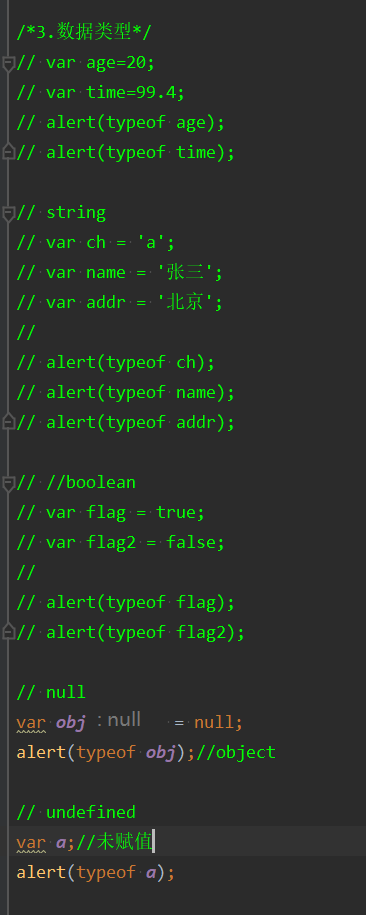 /*3.数据类型*/
// var age=20;
// var time=99.4;
// alert(typeof age);
// alert(typeof time);
// string
// var ch = 'a';
// var name = '张三';
// var addr = '北京';
//
// alert(typeof ch);
// alert(typeof name);
// alert(typeof addr);
// //boolean
// var flag = true;
// var flag2 = false;
//
// alert(typeof flag);
// alert(typeof flag2);
// null
var obj : null = null;
alert(typeof obj);//object
// undefined
var a;//未赋值
alert(typeof a);